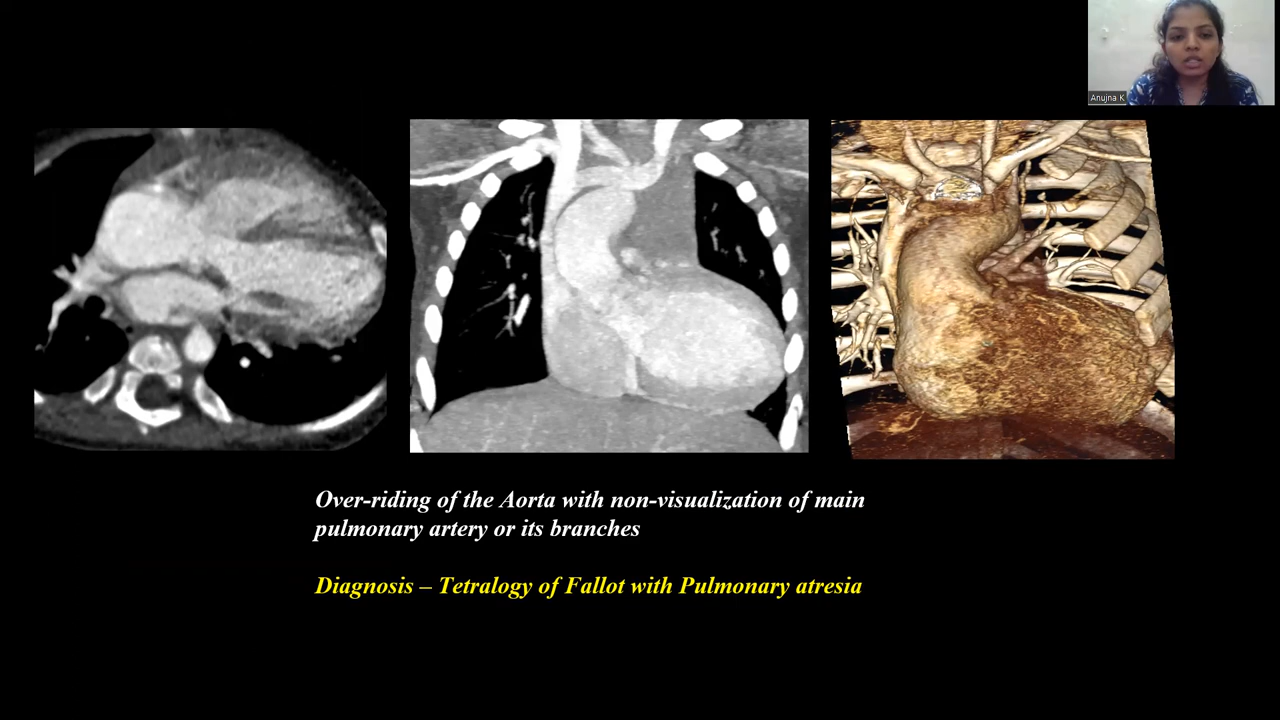 Anujna K
Over-riding of the Aorta with non-visualization of main
pulmonary artery or its branches
Diagnosis – Tetralogy of Fallot with Pulmonary atresia